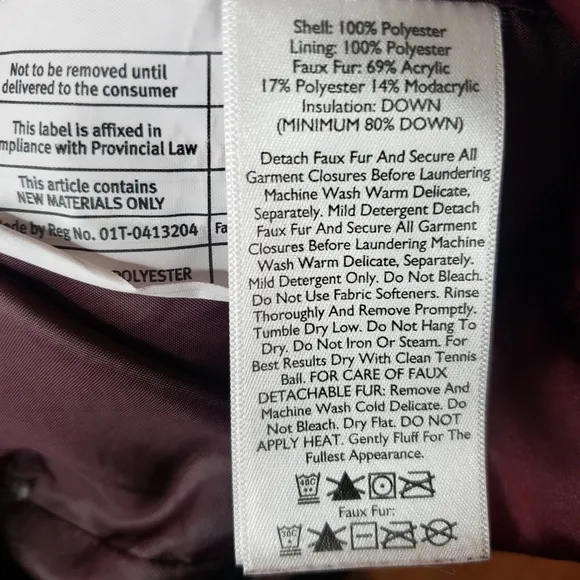 Not to be removed until
delivered to the consumer
This label is affixed in
mpliance with Provincial Law
This article contains
NEW MATERIALS ONLY
by Reg No. 01T-0413204
POLYESTER
Shell: 100% Polyester
Lining: 100% Polyester
Faux Fur: 69% Acrylic
17% Polyester 14% Modacrylic
Insulation: DOWN
(MINIMUM 80% DOWN)
Detach Faux Fur And Secure All
Garment Closures Before Laundering
Machine Wash Warm Delicate,
Separately. Mild Detergent Detach
Faux Fur And Secure All Garment
Closures Before Laundering Machine
Wash Warm Delicate, Separately.
Mild Detergent Only. Do Not Bleach.
Do Not Use Fabric Softeners. Rinse
Thoroughly And Remove Promptly.
Tumble Dry Low. Do Not Hang To
Dry. Do Not Iron Or Steam. For
Best Results Dry With Clean Tennis
Ball. FOR CARE OF FAUX
DETACHABLE FUR: Remove And
Machine Wash Cold Delicate. Do
Not Bleach. Dry Flat. DO NOT
APPLY HEAT. Gently Fluff For The
Fullest Appearance.
40C
Faux Fur:
30C